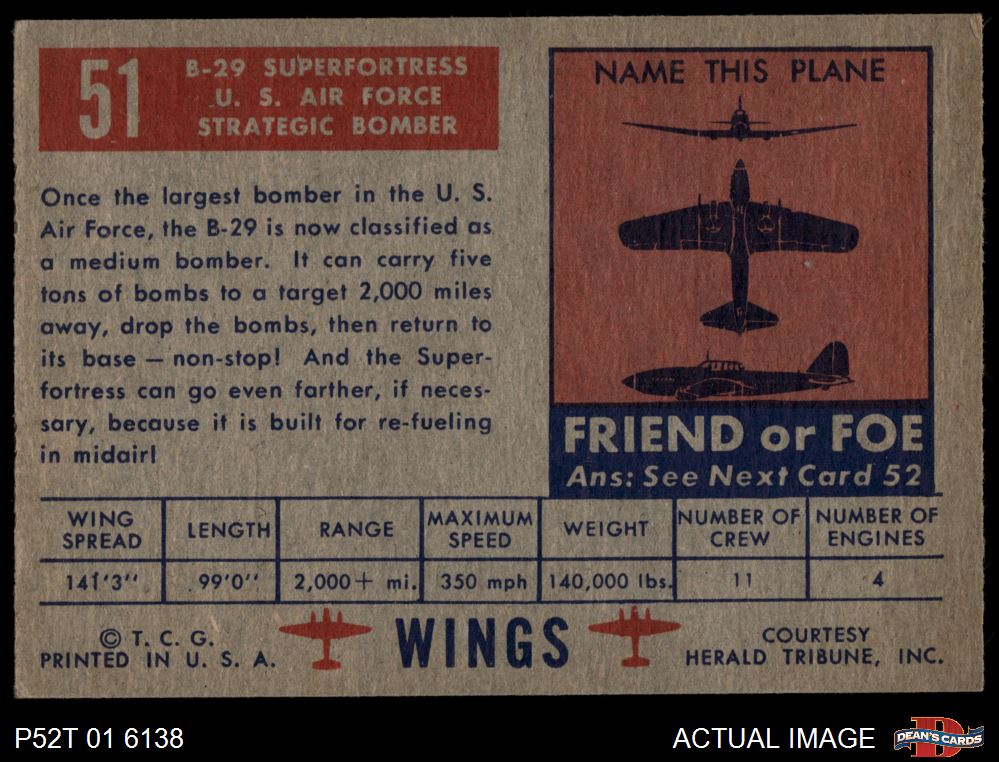 51
B-29 SUPERFORTRESS
U. S. AIR FORCE
STRATEGIC BOMBER
Once the largest bomber in the U. S.
Air Force, the B-29 is now classified as
a medium bomber. It can carry five
tons of bombs to a target 2,000 miles
away, drop the bombs, then return to
its base — non-stop! And the Super-
fortress can go even farther, if neces-
sary, because it is built for re-fueling
in midair!
NAME THIS PLANE
FRIEND or FOE
Ans: See Next Card 52
WING SPREAD LENGTH RANGE MAXIMUM SPEED WEIGHT NUMBER OF CREW NUMBER OF ENGINES
141'3'' 99'0'' 2,000+ mi. 350 mph 140,000 lbs. 11 4
© T. C. G.
PRINTED IN U. S. A.
WINGS
COURTESY
HERALD TRIBUNE, INC.
P52T 01 6138
ACTUAL IMAGE
DEAN'S CARDS